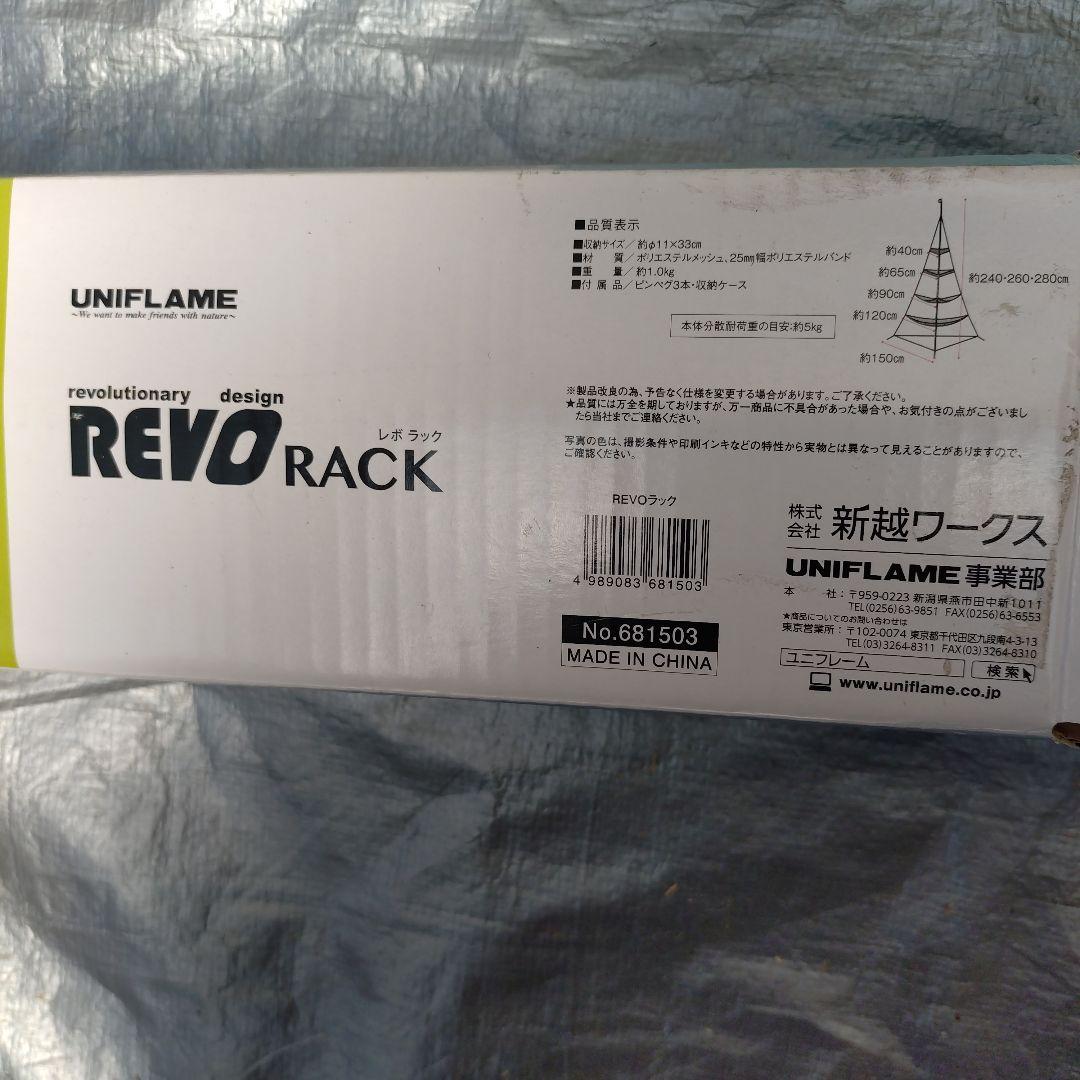 UNIFLAME
~We want to make friends with nature~
revolutionary design
REVO RACK
レボ ラック
■品質表示
■収納サイズ/約φ11×33cm
■材 質/ポリエステルメッシュ、25mm幅ポリエステルバンド
■重 量/約1.0kg
■付 属 品/ピンペグ3本・収納ケース
本体分散耐荷重の目安:約5kg
約40cm
約65cm
約90cm
約120cm
約150cm
約240・260・280cm
※製品改良の為、予告なく仕様を変更する場合があります。ご了承ください。
★品質には万全を期しておりますが、万一商品に不具合があった場合や、お気付きの点がございまし
たら当社までご連絡ください。
写真の色は、撮影条件や印刷インキなどの特性から実物とは異なって見えることがありますので、
ご確認ください。
REVOラック
4 989083 681503
No.681503
MADE IN CHINA
株式会社 新越ワークス
UNIFLAME 事業部
本 社:〒959-0223 新潟県燕市田中新1011
TEL(0256)63-9851 FAX(0256)63-6553
★商品についてのお問い合わせは
東京営業所:〒102-0074 東京都千代田区九段南4-3-13
TEL(03)3264-8311 FAX(03)3264-8310
ユニフレーム 検索
www.uniflame.co.jp